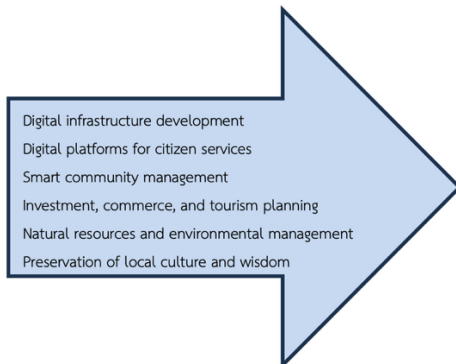 Digital infrastructure development
Digital platforms for citizen services
Smart community management
Investment, commerce, and tourism planning
Natural resources and environmental management
Preservation of local culture and wisdom